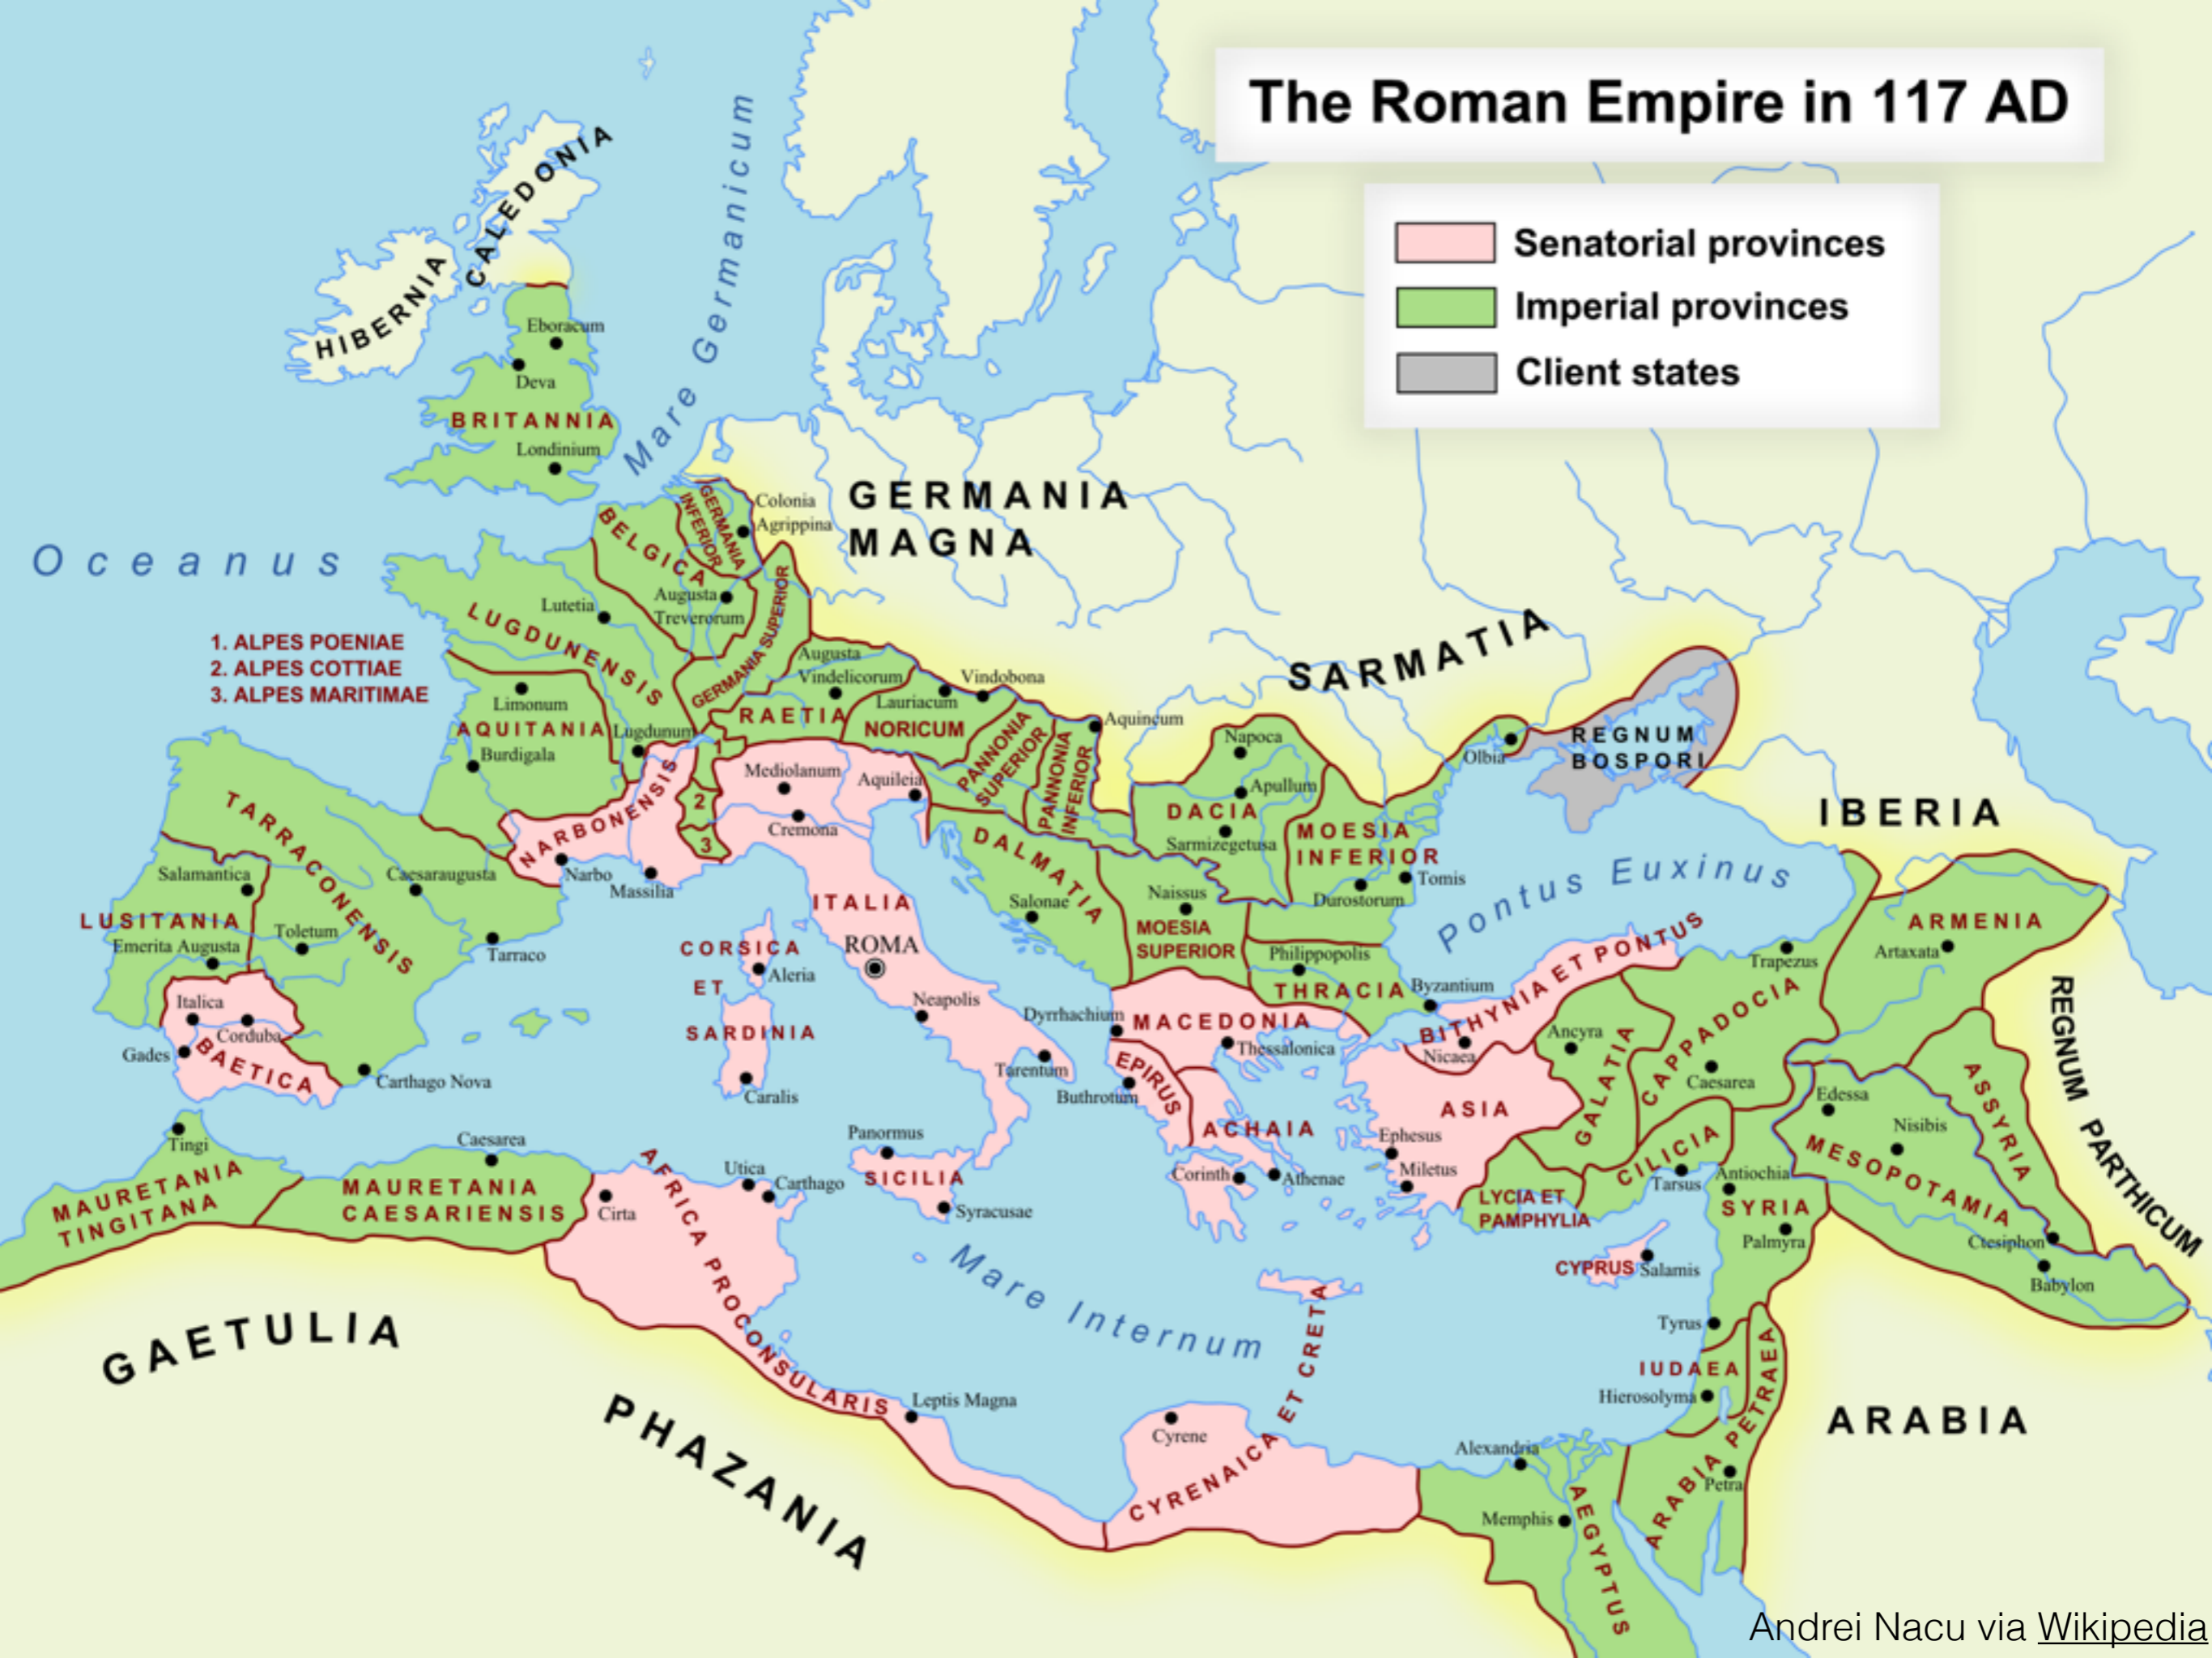 The Roman Empire in 117 AD
Senatorial provinces
Imperial provinces
Client states
CALEDONIA
HIBERNIA
Mare Germanicum
Eboracum
Deva
BRITANNIA
Londinium
Oceanus
GERMANIA
MAGNA
Colonia
Agrippina
GERMANIA
INFERIOR
BELGICA
Augusta
Treverorum
Lutetia
LUGDUNENSIS
GERMANIA SUPERIOR
1. ALPES POENIAE
2. ALPES COTTIAE
3. ALPES MARITIMAE
Limonum
AQUITANIA
Burdigala
Lugdunum
Augusta
Vindelicorum
RAETIA
Lauriacum
NORICUM
Vindobona
Aquincum
PANNONIA
SUPERIOR
PANNONIA
INFERIOR
SARMATIA
Napoca
Apullum
DACIA
Sarmizegetusa
MOESIA
INFERIOR
Tomis
Durostorum
Olbia
REGNUM
BOSPORI
IBERIA
Pontus Euxinus
1
2
3
NARBONENSIS
Narbo
Massilia
Mediolanum
Cremona
Aquileia
ITALIA
ROMA
Neapolis
Tarentum
DALMATIA
Salonae
Naissus
MOESIA
SUPERIOR
Philippopolis
THRACIA
Byzantium
TARRACONENSIS
Salamantica
Caesaraugusta
LUSITANIA
Emerita Augusta
Toletum
Tarraco
Italica
Corduba
Gades
BAETICA
Carthago Nova
CORSICA
ET
SARDINIA
Aleria
Caralis
Dyrrhachium
MACEDONIA
Thessalonica
EPIRUS
Buthrotum
ACHAIA
Corinth
Athenae
BITHYNIA ET PONTUS
Nicaea
Ancyra
GALATIA
CAPPADOCIA
Caesarea
Trapezus
ARMENIA
Artaxata
REGNUM PARTHICUM
ASIA
Ephesus
Miletus
LYCIA ET
PAMPHYLIA
CILICIA
Tarsus
Antiochia
SYRIA
Palmyra
Edessa
Nisibis
MESOPOTAMIA
ASSYRIA
Ctesiphon
Babylon
CYPRUS
Salamis
Tyrus
IUDAEA
Hierosolyma
ARABIA PETRAEA
Petra
ARABIA
Tingi
MAURETANIA
TINGITANA
Caesarea
MAURETANIA
CAESARIENSIS
Cirta
Utica
Carthago
AFRICA PROCONSULARIS
Panormus
SICILIA
Syracusae
Mare Internum
GAETULIA
PHAZANIA
Leptis Magna
Cyrene
CYRENAICA ET CRETA
Alexandria
Memphis
AEGYPTUS
Andrei Nacu via Wikipedia